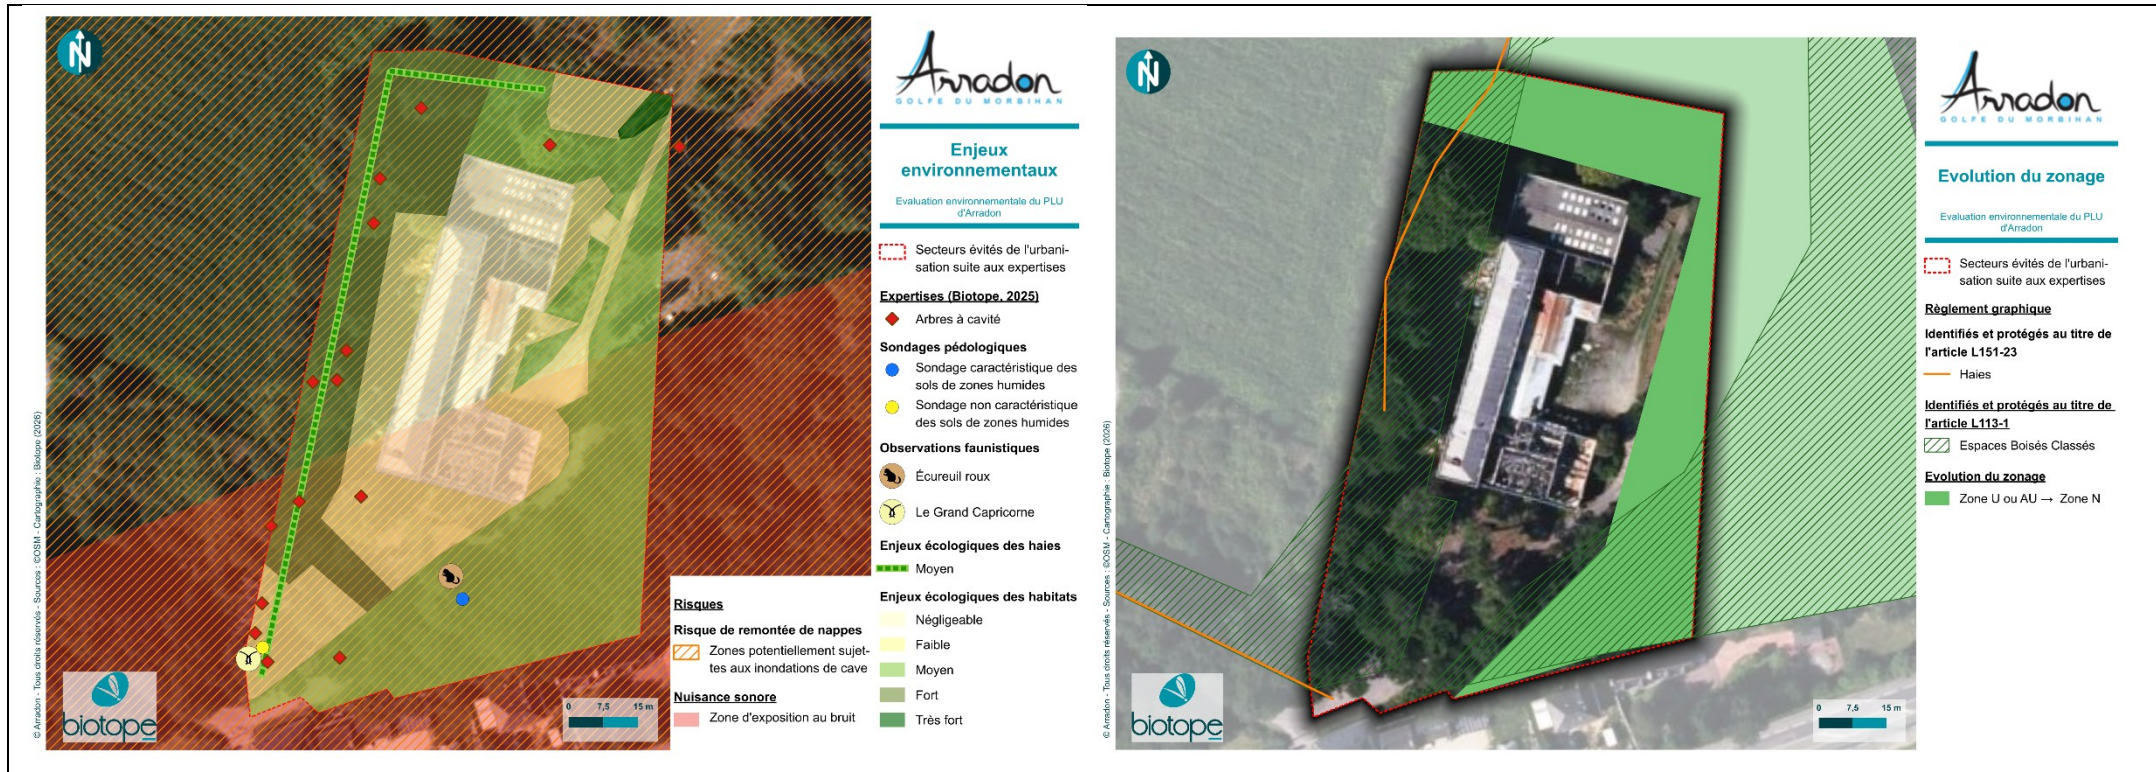 N
© Arradon - Tous droits réservés - Sources : ©OSM - Cartographie : Biotope (2026)
biotope
0 7,5 15 m
Arradon
GOLFE DU MORBIHAN
Enjeux
environnementaux
Evaluation environnementale du PLU
d'Arradon
Secteurs évités de l'urbani-
sation suite aux expertises
Expertises (Biotope, 2025)
Arbres à cavité
Sondages pédologiques
Sondage caractéristique des
sols de zones humides
Sondage non caractéristique
des sols de zones humides
Observations faunistiques
Écureuil roux
Le Grand Capricorne
Enjeux écologiques des haies
Moyen
Enjeux écologiques des habitats
Négligeable
Faible
Moyen
Fort
Très fort
Risques
Risque de remontée de nappes
Zones potentiellement sujet-
tes aux inondations de cave
Nuisance sonore
Zone d'exposition au bruit
N
© Arradon - Tous droits réservés - Sources : ©OSM - Cartographie : Biotope (2026)
biotope
0 7,5 15 m
Arradon
GOLFE DU MORBIHAN
Evolution du zonage
Evaluation environnementale du PLU
d'Arradon
Secteurs évités de l'urbani-
sation suite aux expertises
Règlement graphique
Identifiés et protégés au titre de
l'article L151-23
Haies
Identifiés et protégés au titre de
l'article L113-1
Espaces Boisés Classés
Evolution du zonage
Zone U ou AU → Zone N